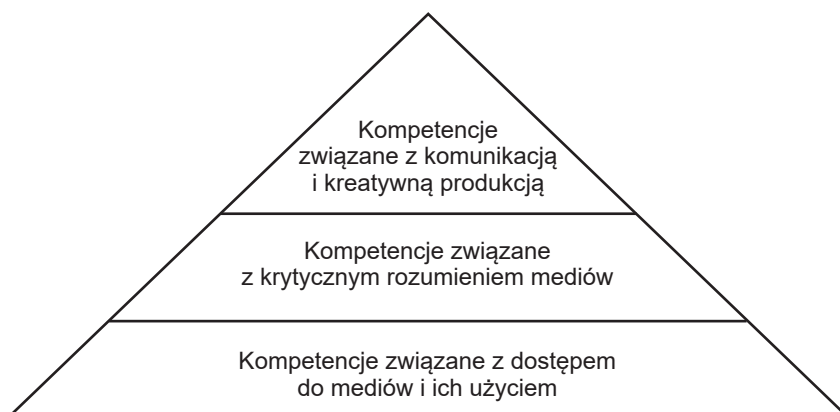 Kompetencje
związane z komunikacją
i kreatywną produkcją
Kompetencje związane
z krytycznym rozumieniem mediów
Kompetencje związane z dostępem
do mediów i ich użyciem